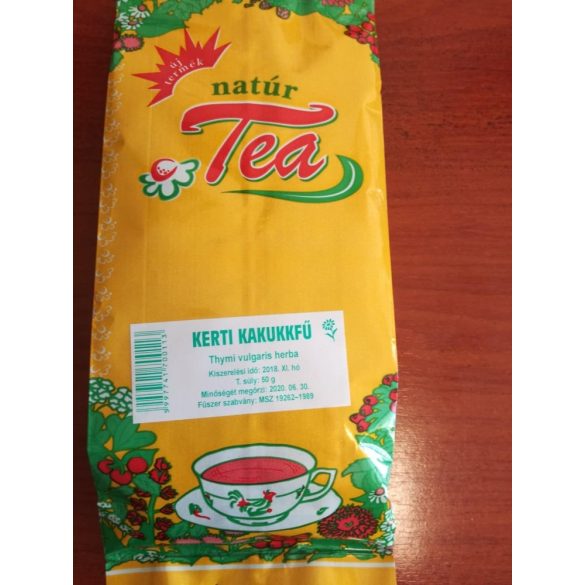 új
termék
natúr
Tea
KERTI KAKUKKFŰ
Thymi vulgaris herba
Kiszerelési idő: 2018. XI. hó
T. súly: 50 g
Minőségét megőrzi: 2020. 06. 30.
Fűszer szabvány: MSZ 19262–1989